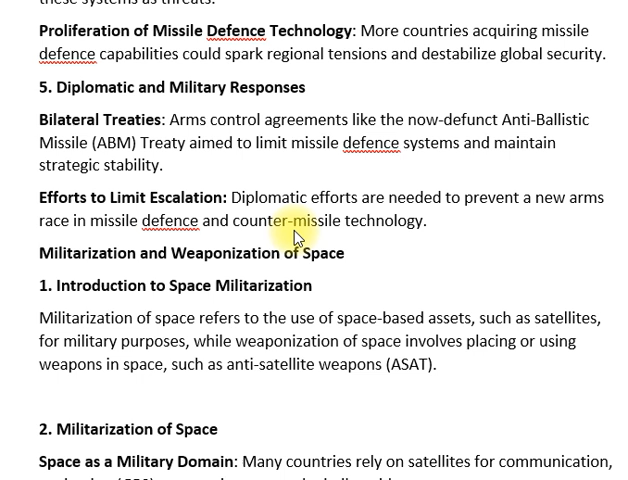 these systems as threats.
Proliferation of Missile Defence Technology: More countries acquiring missile
defence capabilities could spark regional tensions and destabilize global security.
5. Diplomatic and Military Responses
Bilateral Treaties: Arms control agreements like the now-defunct Anti-Ballistic
Missile (ABM) Treaty aimed to limit missile defence systems and maintain
strategic stability.
Efforts to Limit Escalation: Diplomatic efforts are needed to prevent a new arms
race in missile defence and counter-missile technology.
Militarization and Weaponization of Space
1. Introduction to Space Militarization
Militarization of space refers to the use of space-based assets, such as satellites,
for military purposes, while weaponization of space involves placing or using
weapons in space, such as anti-satellite weapons (ASAT).
2. Militarization of Space
Space as a Military Domain: Many countries rely on satellites for communication,